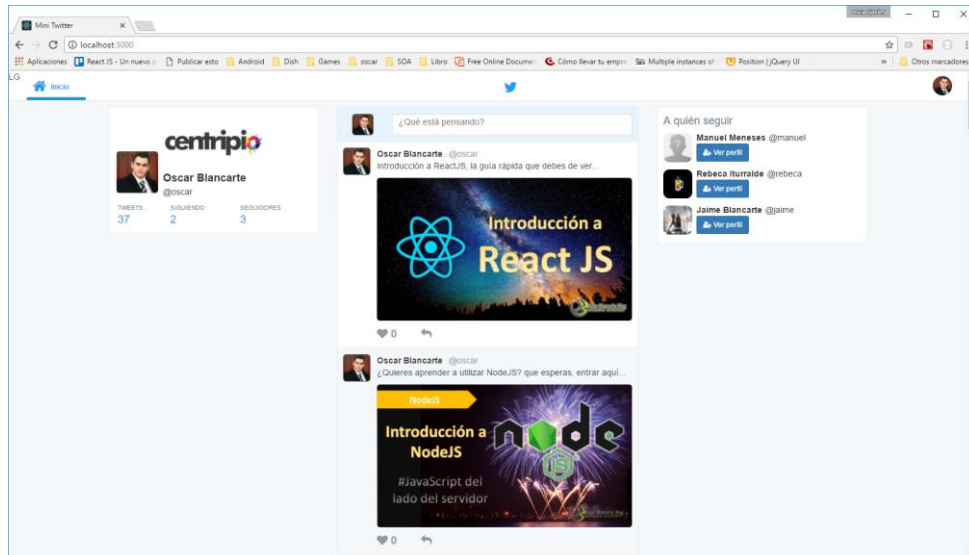 Mini Twitter
localhost:3000
Aplicaciones
React JS - Un nuevo
Publicar esto
Android
Dish
Games
oscar
SOA
Libro
Free Online Docume
Cómo llevar tu empre
Multiple instances of
Position | jQuery UI
»
Otros marcadores
LG
Inicio
centripio
Oscar Blancarte
@oscar
TWEETS SIGUIENDO SEGUIDORES
37 2 3
¿Qué está pensando?
Oscar Blancarte @oscar
Introducción a ReactJS, la guía rápida que debes de ver...
Introducción a
React JS
0
Oscar Blancarte @oscar
¿Quieres aprender a utilizar NodeJS? que esperas, entrar aquí...
NodeJS
Introducción a
NodeJS
#JavaScript del
lado del servidor
node
JS
0
A quién seguir
Manuel Meneses @manuel
Ver perfil
Rebeca Iturralde @rebeca
Ver perfil
Jaime Blancarte @jaime
Ver perfil